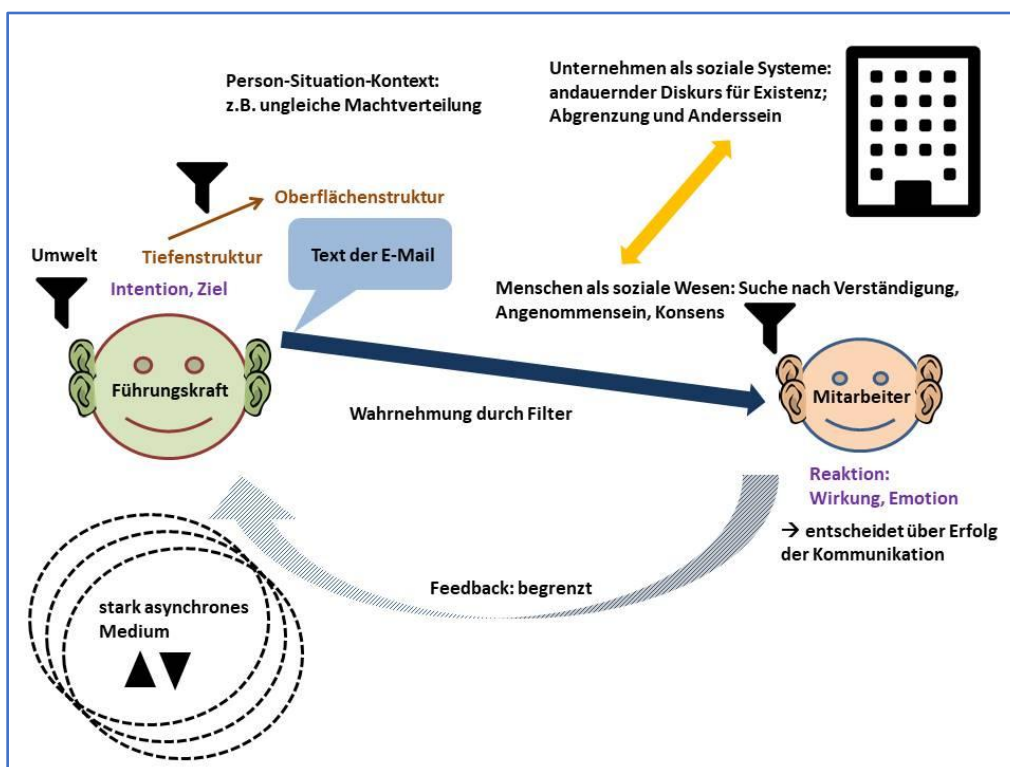 Person-Situation-Kontext:
z.B. ungleiche Machtverteilung
Unternehmen als soziale Systeme:
andauernder Diskurs für Existenz;
Abgrenzung und Anderssein
Oberflächenstruktur
Umwelt
Tiefenstruktur
Intention, Ziel
Text der E-Mail
Menschen als soziale Wesen: Suche nach Verständigung,
Angenommensein, Konsens
Führungskraft
Mitarbeiter
Wahrnehmung durch Filter
Reaktion:
Wirkung, Emotion
→ entscheidet über Erfolg
der Kommunikation
Feedback: begrenzt
stark asynchrones
Medium